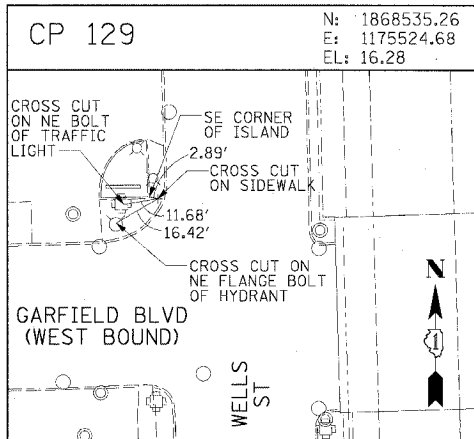 CP 129
N: 1868535.26
E: 1175524.68
EL: 16.28
CROSS CUT
ON NE BOLT
OF TRAFFIC
LIGHT
SE CORNER
OF ISLAND
2.89'
CROSS CUT
ON SIDEWALK
11.68'
16.42'
CROSS CUT ON
NE FLANGE BOLT
OF HYDRANT
GARFIELD BLVD
(WEST BOUND)
WELLS
ST
N
1